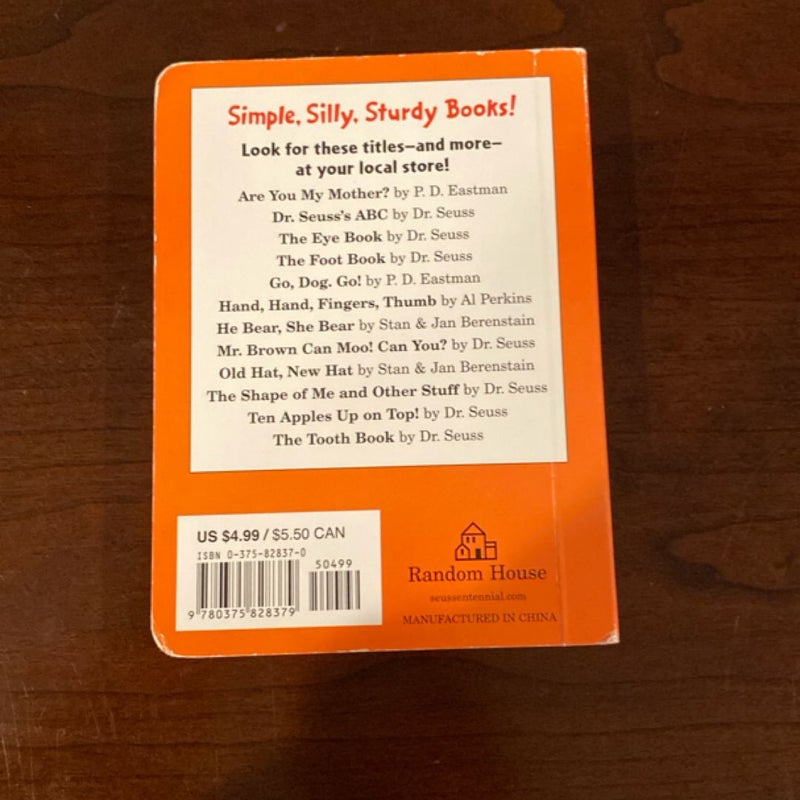 Simple, Silly, Sturdy Books!
Look for these titles—and more—
at your local store!
Are You My Mother? by P. D. Eastman
Dr. Seuss's ABC by Dr. Seuss
The Eye Book by Dr. Seuss
The Foot Book by Dr. Seuss
Go, Dog. Go! by P. D. Eastman
Hand, Hand, Fingers, Thumb by Al Perkins
He Bear, She Bear by Stan & Jan Berenstain
Mr. Brown Can Moo! Can You? by Dr. Seuss
Old Hat, New Hat by Stan & Jan Berenstain
The Shape of Me and Other Stuff by Dr. Seuss
Ten Apples Up on Top! by Dr. Seuss
The Tooth Book by Dr. Seuss
US $4.99 / $5.50 CAN
ISBN 0-375-82837-0
50499
9 780375 828379
Random House
seussentennial.com
MANUFACTURED IN CHINA